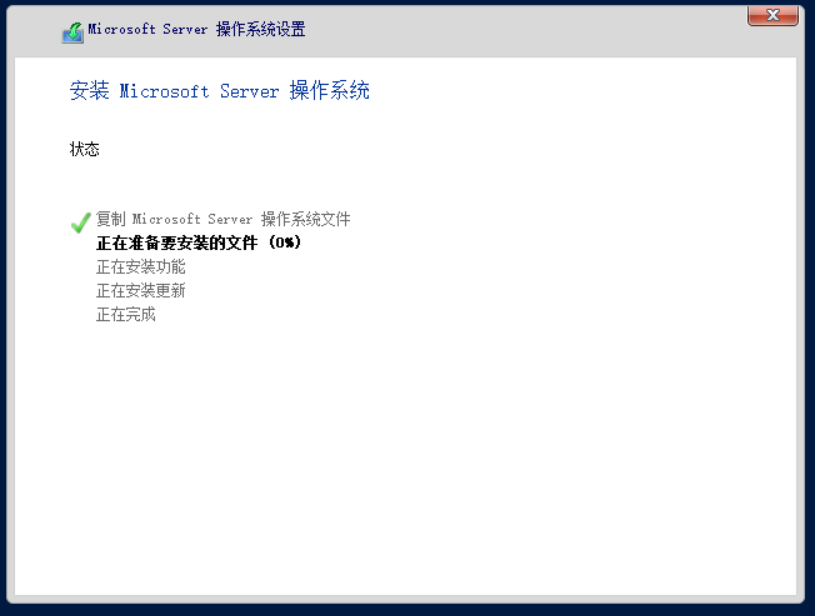 Microsoft Server 操作系统设置
安装 Microsoft Server 操作系统
状态
复制 Microsoft Server 操作系统文件
正在准备要安装的文件 (0%)
正在安装功能
正在安装更新
正在完成